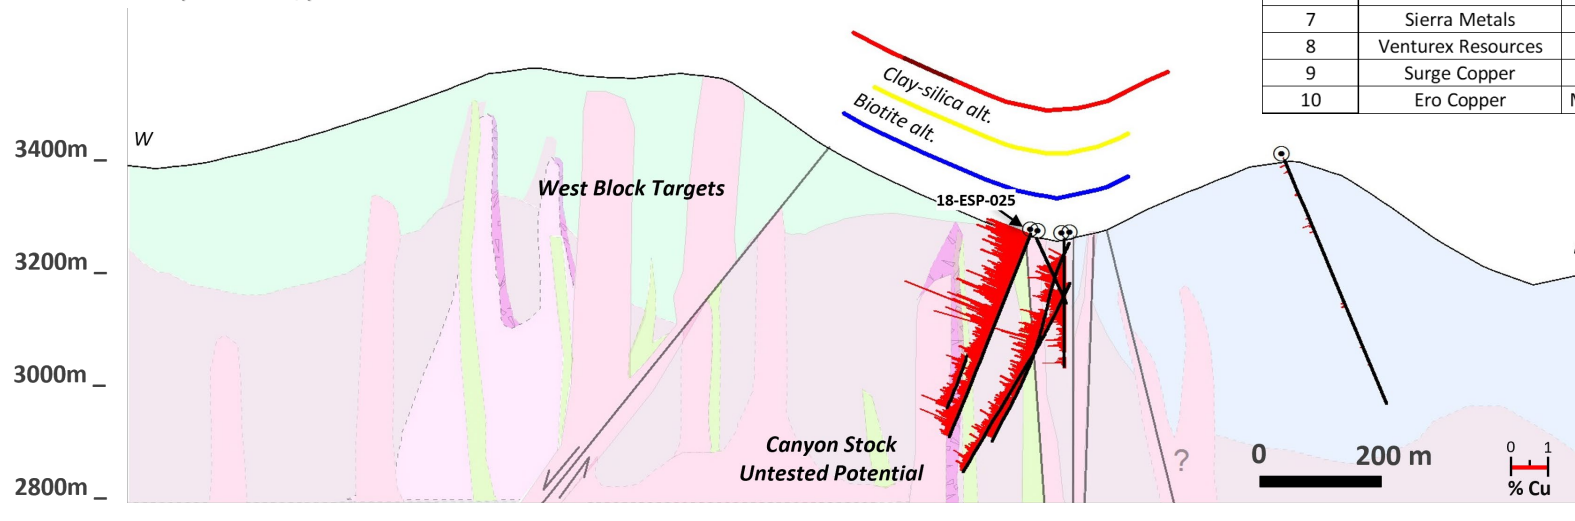 7 Sierra Metals
8 Venturex Resources
9 Surge Copper
10 Ero Copper
W
3400m
3200m
3000m
2800m
Clay-silica alt.
Biotite alt.
West Block Targets
18-ESP-025
Canyon Stock
Untested Potential
?
0 200 m
0 1
% Cu